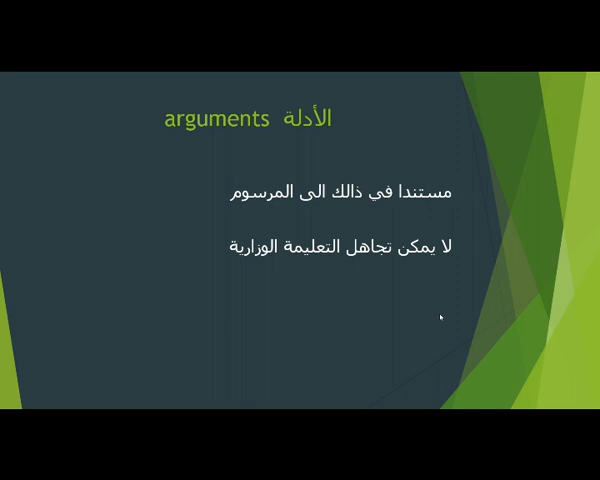 الأدلة arguments
مستندا في ذالك الى المرسوم
لا يمكن تجاهل التعليمة الوزارية